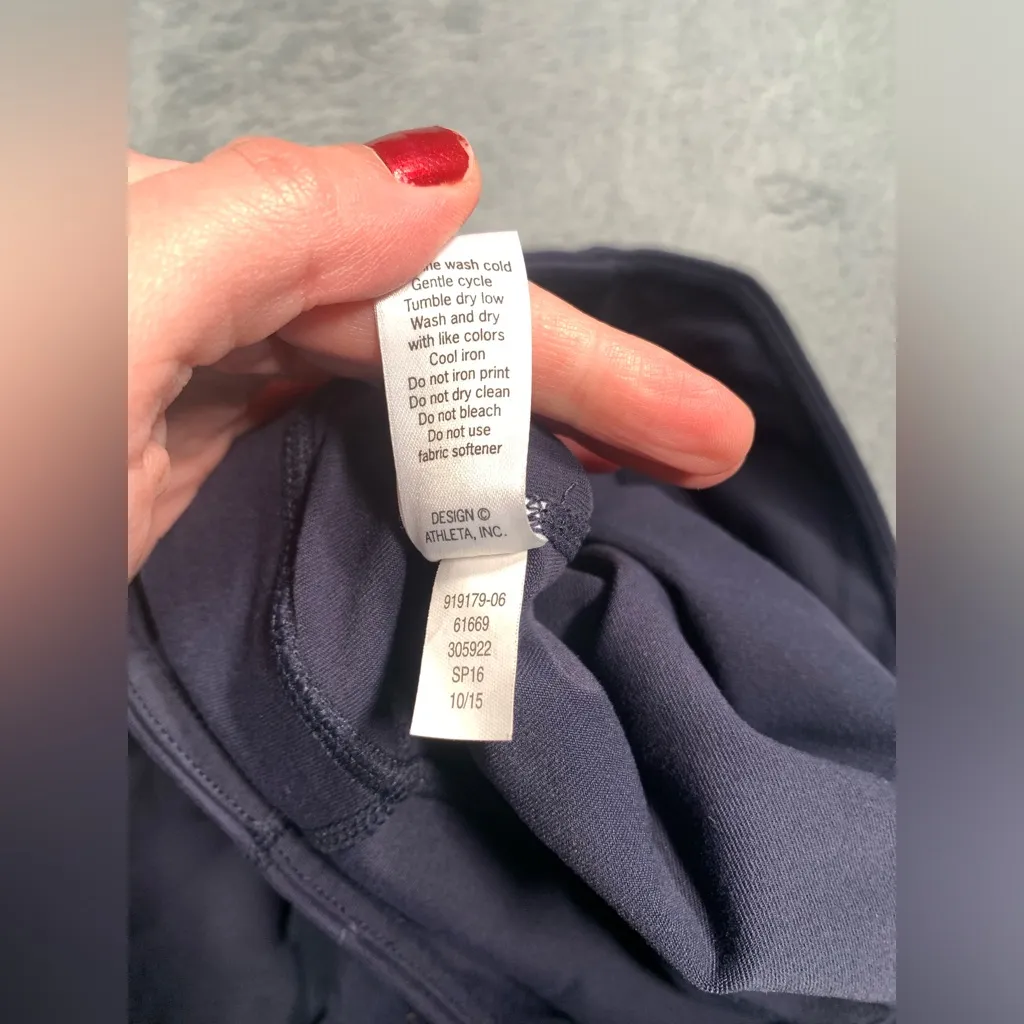 wash cold
Gentle cycle
Tumble dry low
Wash and dry
with like colors
Cool iron
Do not iron print
Do not dry clean
Do not bleach
Do not use
fabric softener
DESIGN ©
ATHLETA, INC.
919179-06
61669
305922
SP16
10/15